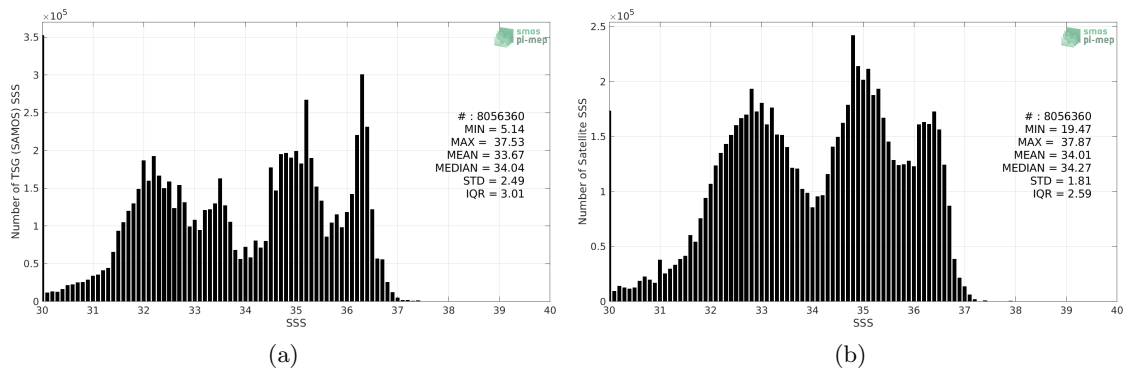 ×10⁵
3.5
3
2.5
2
1.5
1
0.5
0
30 31 32 33 34 35 36 37 38 39 40
SSS
Number of TSG (SAMOS) SSS
smos
pi-mep
# : 8056360
MIN = 5.14
MAX = 37.53
MEAN = 33.67
MEDIAN = 34.04
STD = 2.49
IQR = 3.01
(a)
×10⁵
2.5
2
1.5
1
0.5
0
30 31 32 33 34 35 36 37 38 39 40
SSS
Number of Satellite SSS
smos
pi-mep
# : 8056360
MIN = 19.47
MAX = 37.87
MEAN = 34.01
MEDIAN = 34.27
STD = 1.81
IQR = 2.59
(b)